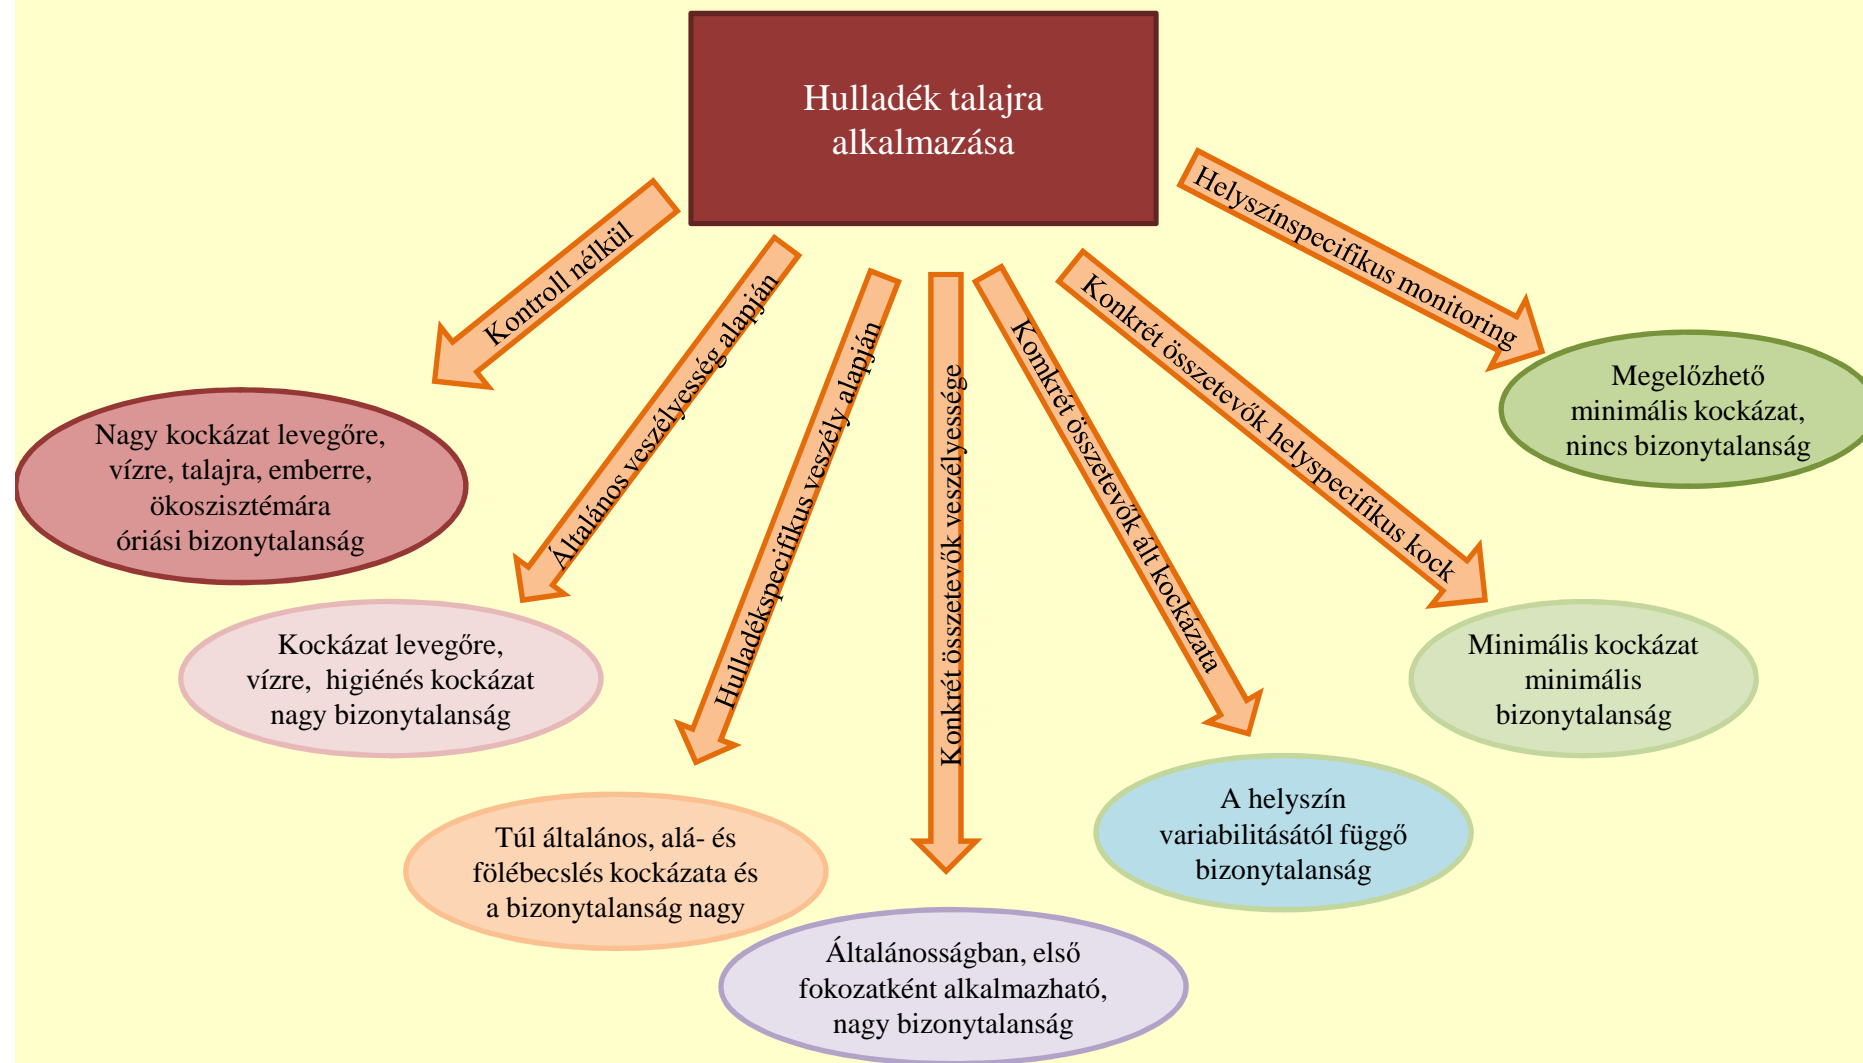 Hulladék talajra
alkalmazása
Kontroll nélkül
Általános veszélyesség alapján
Hulladékspecifikus veszély alapján
Konkrét összetevők veszélyessége
Komkrét összetevők ált kockázata
Konkrét összetevők helyspecifikus kock
Helyszínspecifikus monitoring
Nagy kockázat levegőre,
vízre, talajra, emberre,
ökoszisztémára
óriási bizonytalanság
Kockázat levegőre,
vízre, higiénés kockázat
nagy bizonytalanság
Túl általános, alá- és
fölébecslés kockázata és
a bizonytalanság nagy
Általánosságban, első
fokozatként alkalmazható,
nagy bizonytalanság
A helyszín
variabilitásától függő
bizonytalanság
Minimális kockázat
minimális
bizonytalanság
Megelőzhető
minimális kockázat,
nincs bizonytalanság